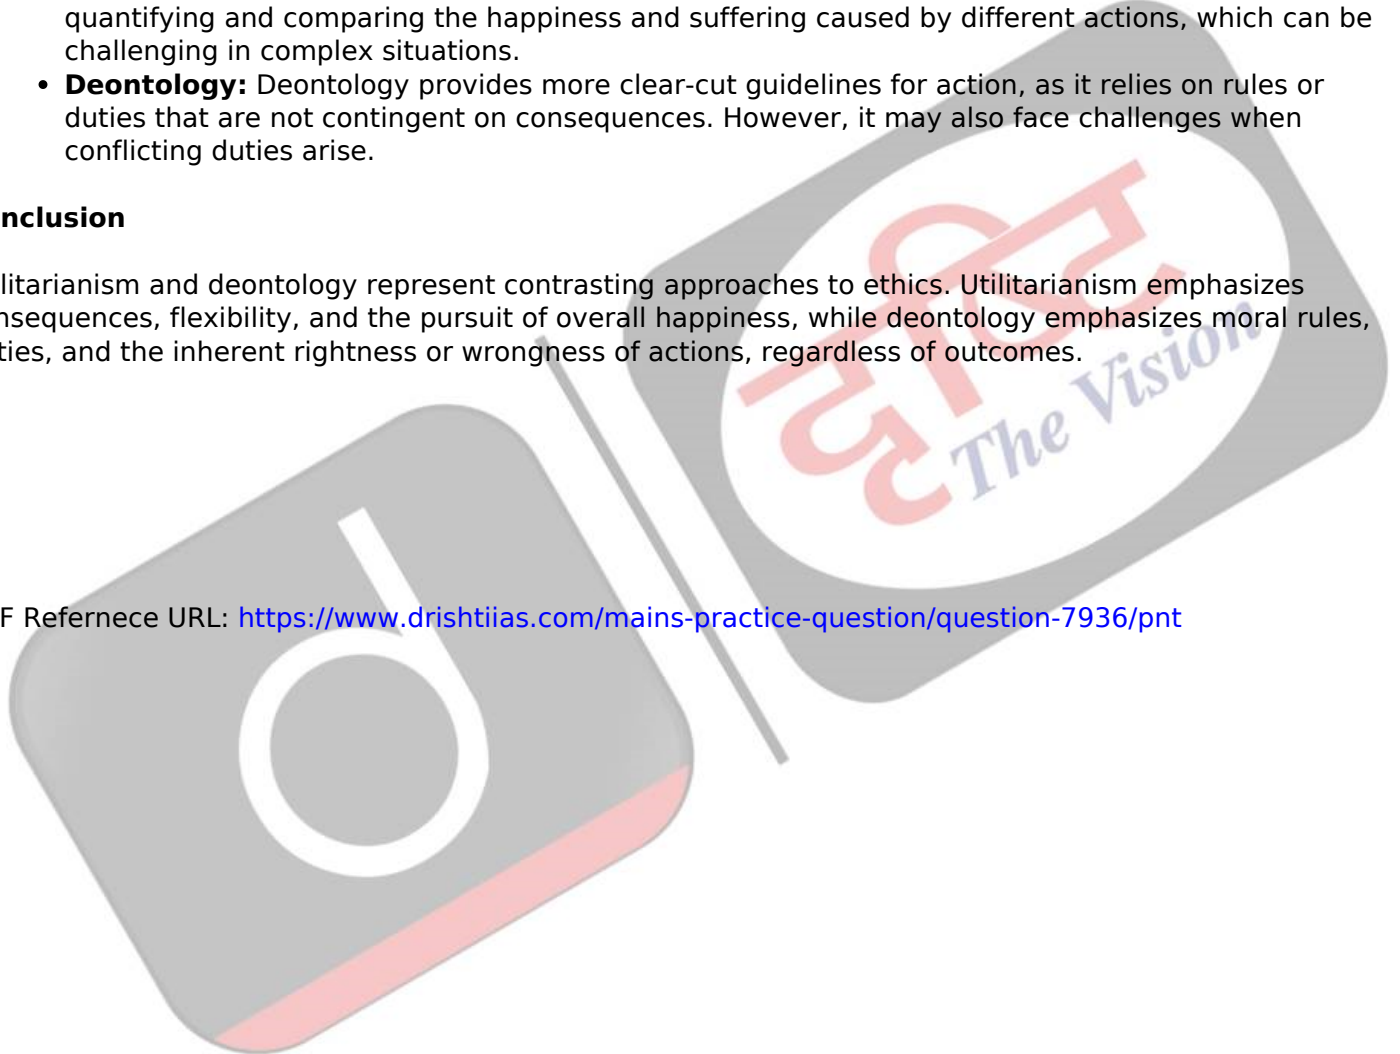 quantifying and comparing the happiness and suffering caused by different actions, which can be
challenging in complex situations.
• Deontology: Deontology provides more clear-cut guidelines for action, as it relies on rules or
duties that are not contingent on consequences. However, it may also face challenges when
conflicting duties arise.
nclusion
litarianism and deontology represent contrasting approaches to ethics. Utilitarianism emphasizes
nsequences, flexibility, and the pursuit of overall happiness, while deontology emphasizes moral rules,
ties, and the inherent rightness or wrongness of actions, regardless of outcomes.
दृष्टि
The Vision
d
F Refernece URL: https://www.drishtiias.com/mains-practice-question/question-7936/pnt